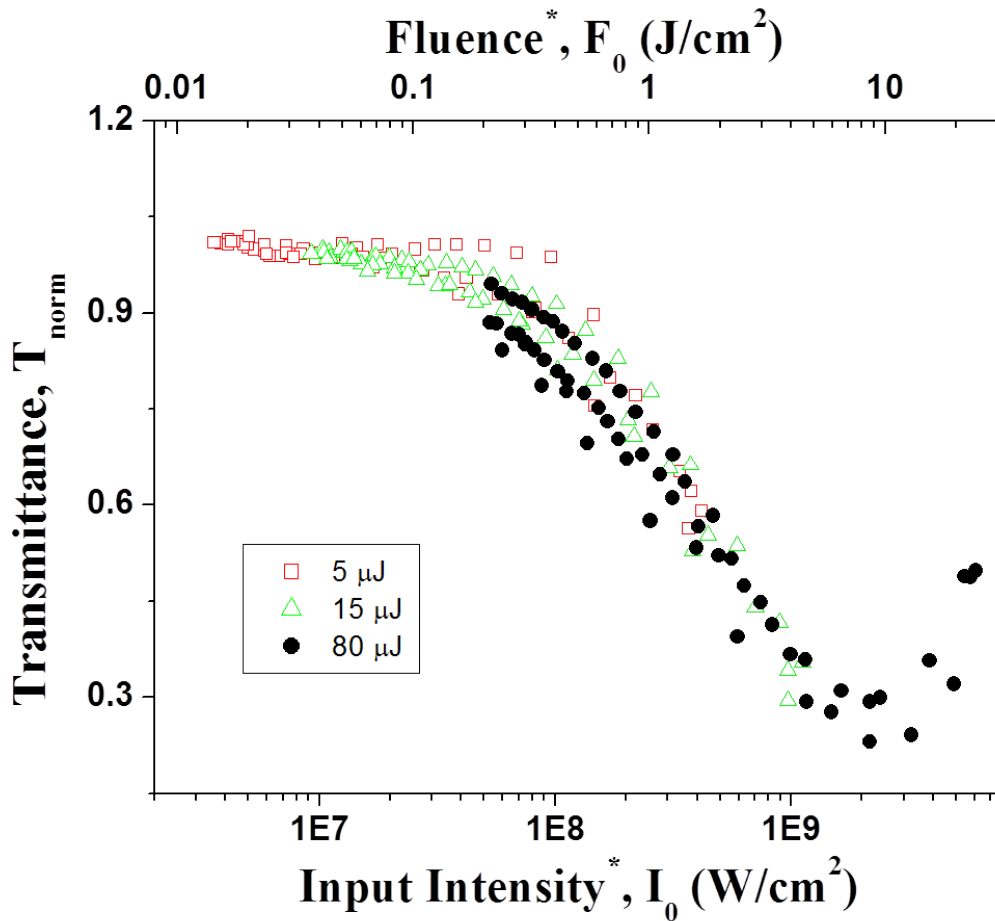 Fluence*, F0 (J/cm2)
0.01 0.1 1 10
1.2
0.9
0.6
0.3
Transmittance, Tnorm
5 μJ
15 μJ
80 μJ
1E7 1E8 1E9
Input Intensity*, I0 (W/cm2)